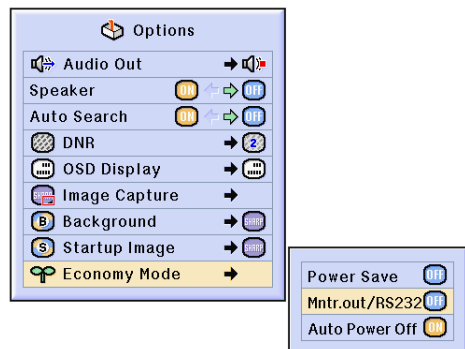 Options
Audio Out
Speaker ON OFF
Auto Search ON OFF
DNR 2
OSD Display
Image Capture SHARP
B Background SHARP
S Startup Image SHARP
Economy Mode
Power Save OFF
Mntr.out/RS232 OFF
Auto Power Off ON